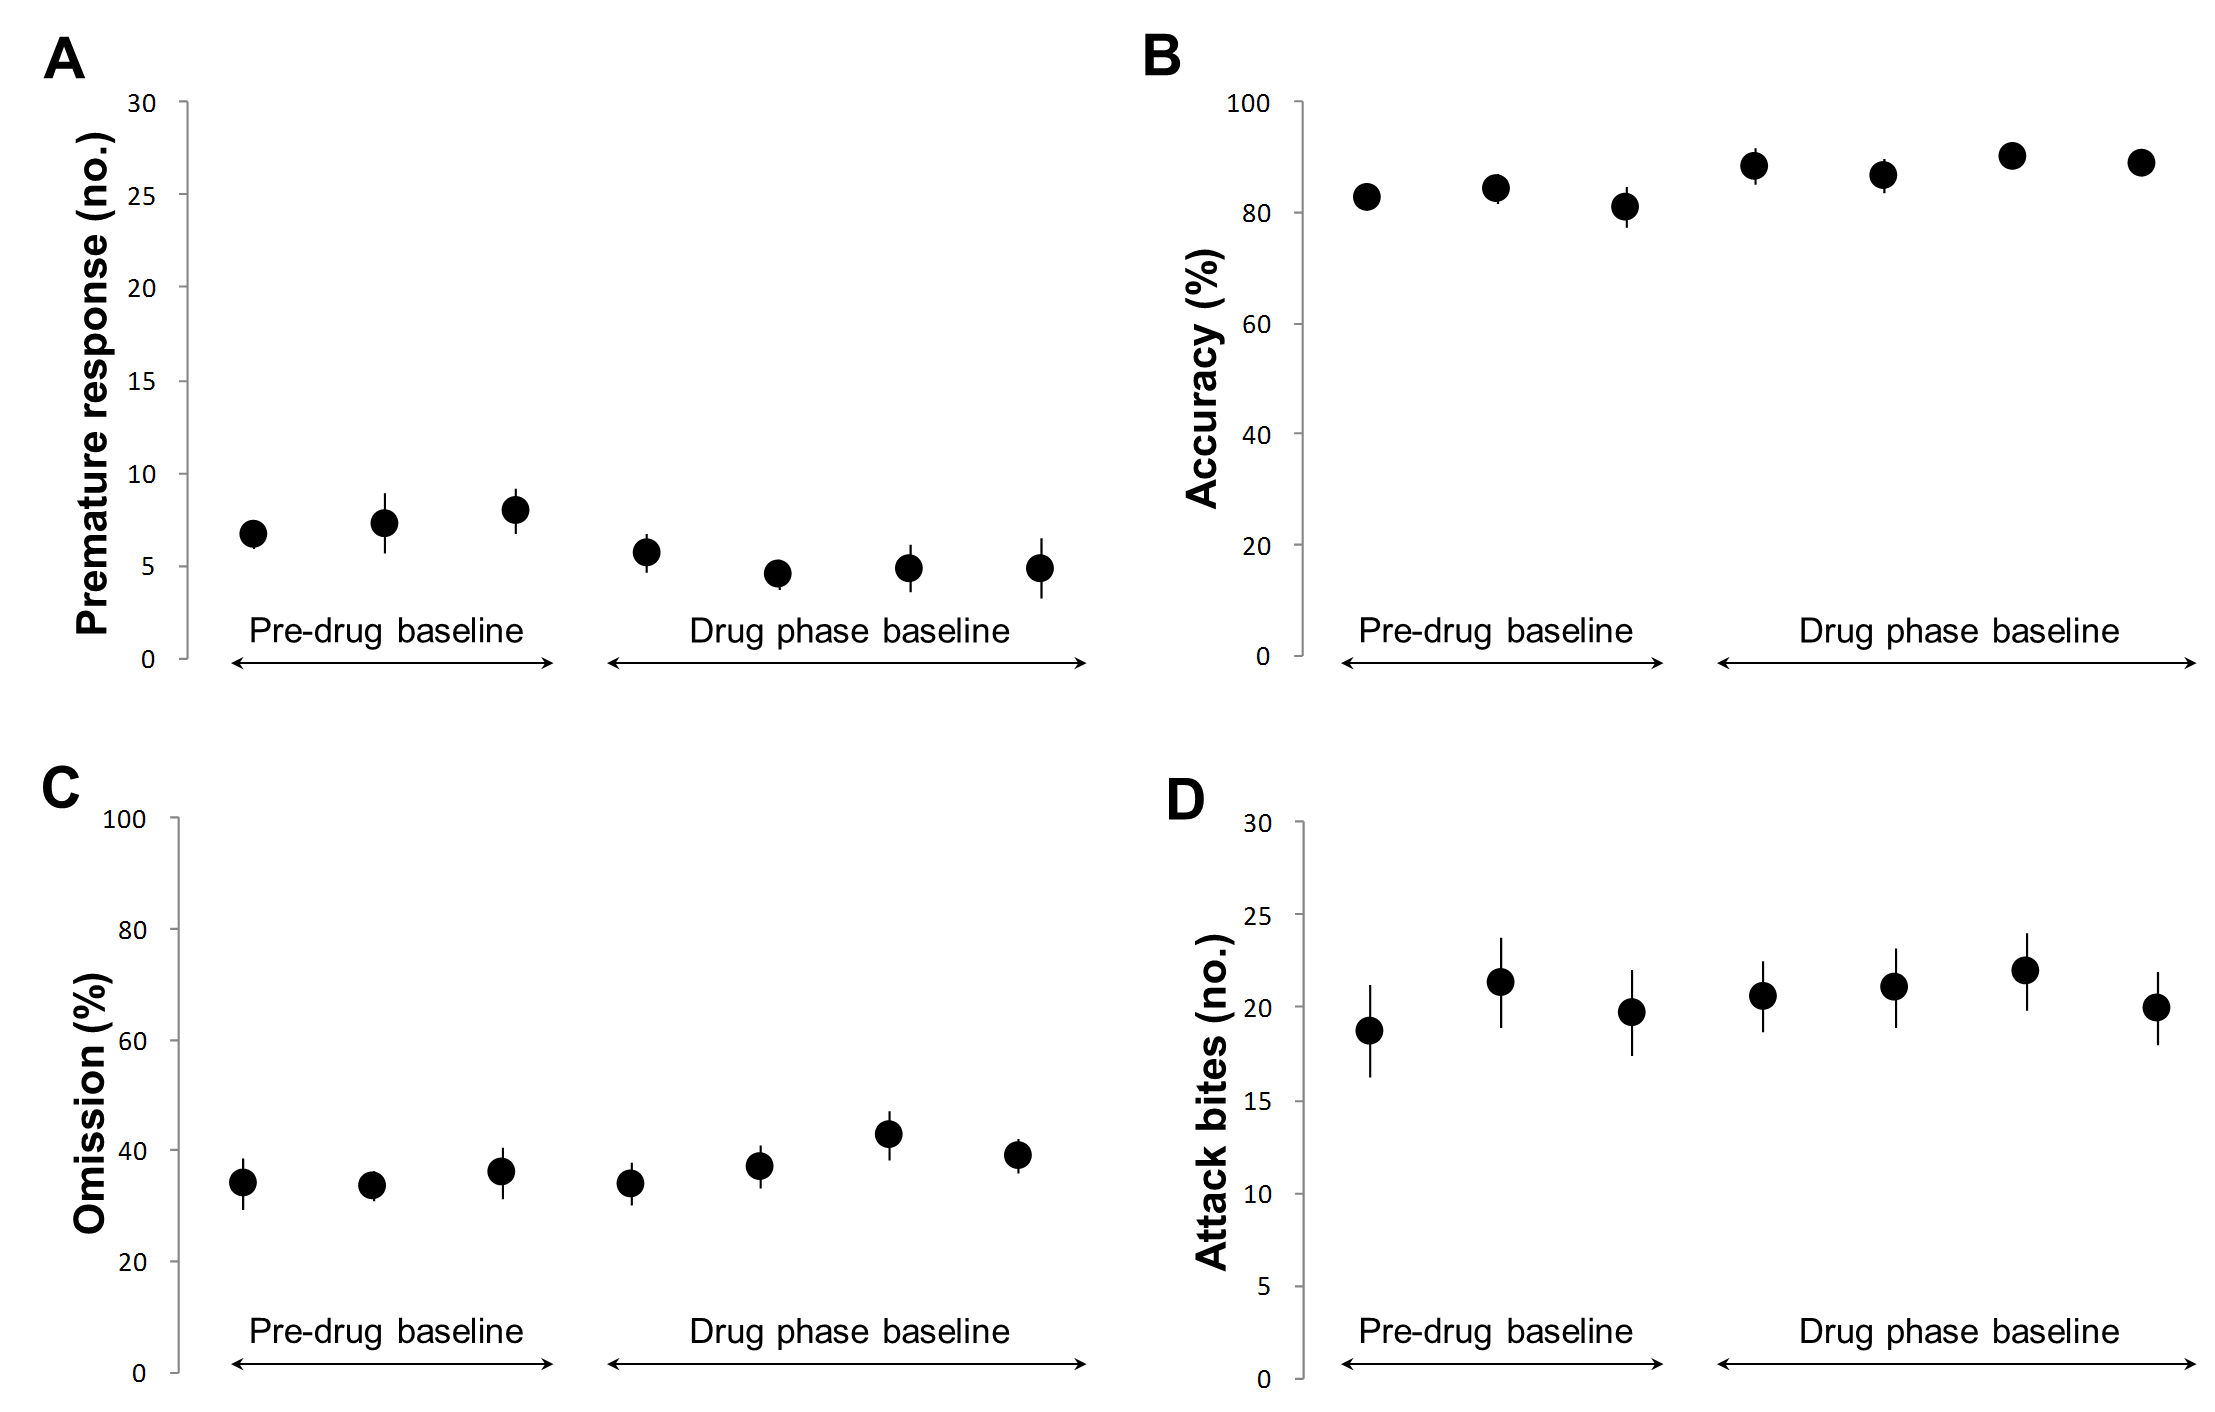 A
Premature response (no.)
30
25
20
15
10
5
0
Pre-drug baseline
Drug phase baseline
B
Accuracy (%)
100
80
60
40
20
0
Pre-drug baseline
Drug phase baseline
C
Omission (%)
100
80
60
40
20
0
Pre-drug baseline
Drug phase baseline
D
Attack bites (no.)
30
25
20
15
10
5
0
Pre-drug baseline
Drug phase baseline